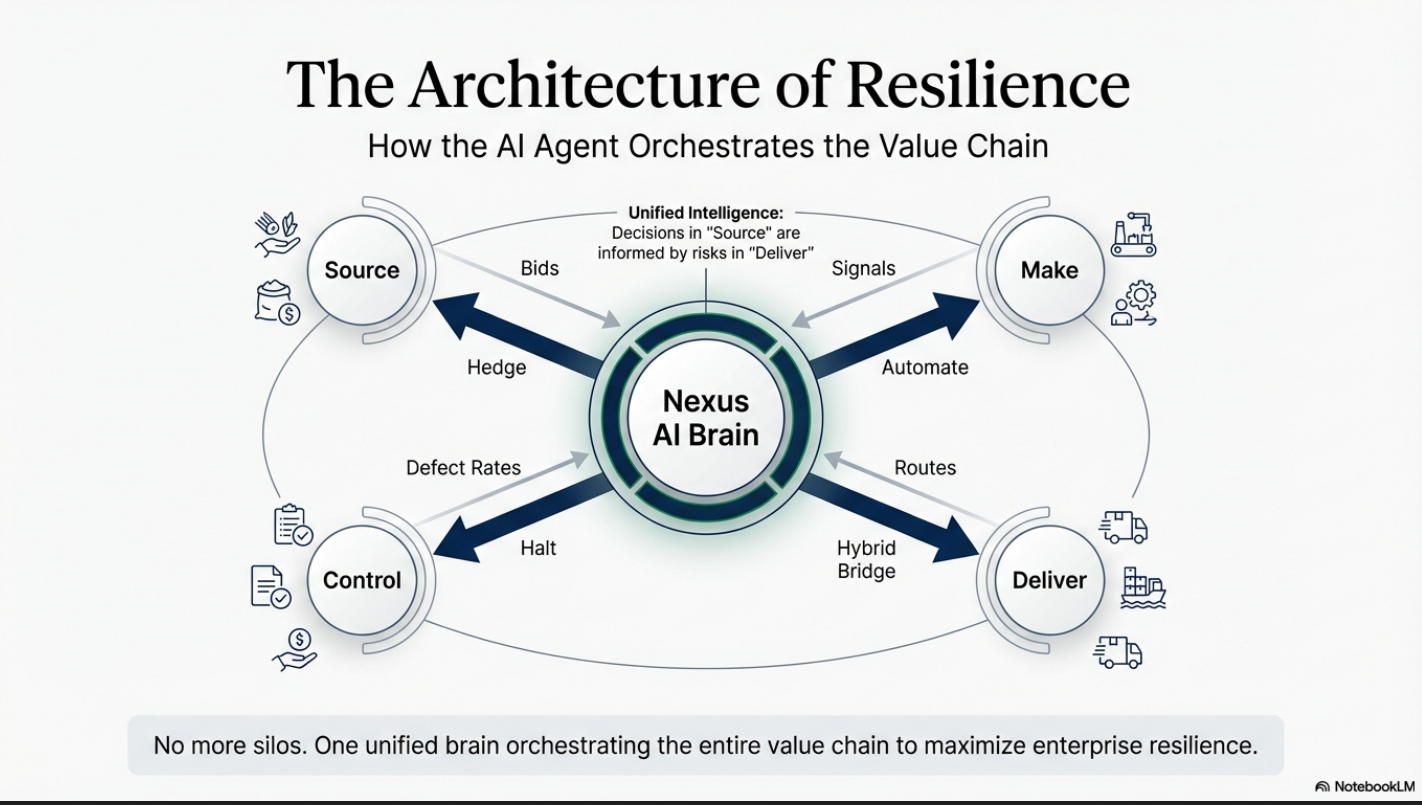 The Architecture of Resilience
How the AI Agent Orchestrates the Value Chain
Unified Intelligence:
Decisions in "Source" are
informed by risks in "Deliver"
Source
Bids
Hedge
Signals
Automate
Make
Nexus
AI Brain
Defect Rates
Halt
Control
Routes
Hybrid
Bridge
Deliver
No more silos. One unified brain orchestrating the entire value chain to maximize enterprise resilience.
NotebookLM